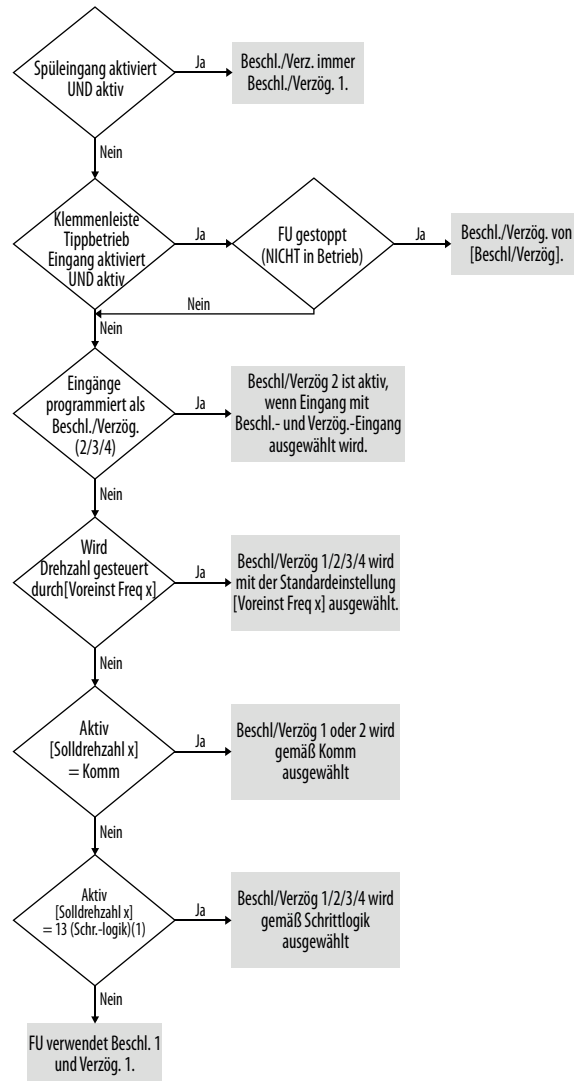 Spüleingang aktiviert
UND aktiv
Ja
Beschl./Verz. immer
Beschl./Verzög. 1.
Nein
Klemmenleiste
Tippbetrieb
Eingang aktiviert
UND aktiv
Ja
FU gestoppt
(NICHT in Betrieb)
Ja
Beschl./Verzög. von
[Beschl/Verzög].
Nein
Nein
Eingänge
programmiert als
Beschl./Verzög.
(2/3/4)
Ja
Beschl/Verzög 2 ist aktiv,
wenn Eingang mit
Beschl.- und Verzög.-Eingang
ausgewählt wird.
Nein
Wird
Drehzahl gesteuert
durch[Voreinst Freq x]
Ja
Beschl/Verzög 1/2/3/4 wird
mit der Standardeinstellung
[Voreinst Freq x] ausgewählt.
Nein
Aktiv
[Solldrehzahl x]
= Komm
Ja
Beschl/Verzög 1 oder 2 wird
gemäß Komm
ausgewählt
Nein
Aktiv
[Solldrehzahl x]
= 13 (Schr.-logik)(1)
Ja
Beschl/Verzög 1/2/3/4 wird
gemäß Schrittlogik
ausgewählt
Nein
FU verwendet Beschl. 1
und Verzög. 1.